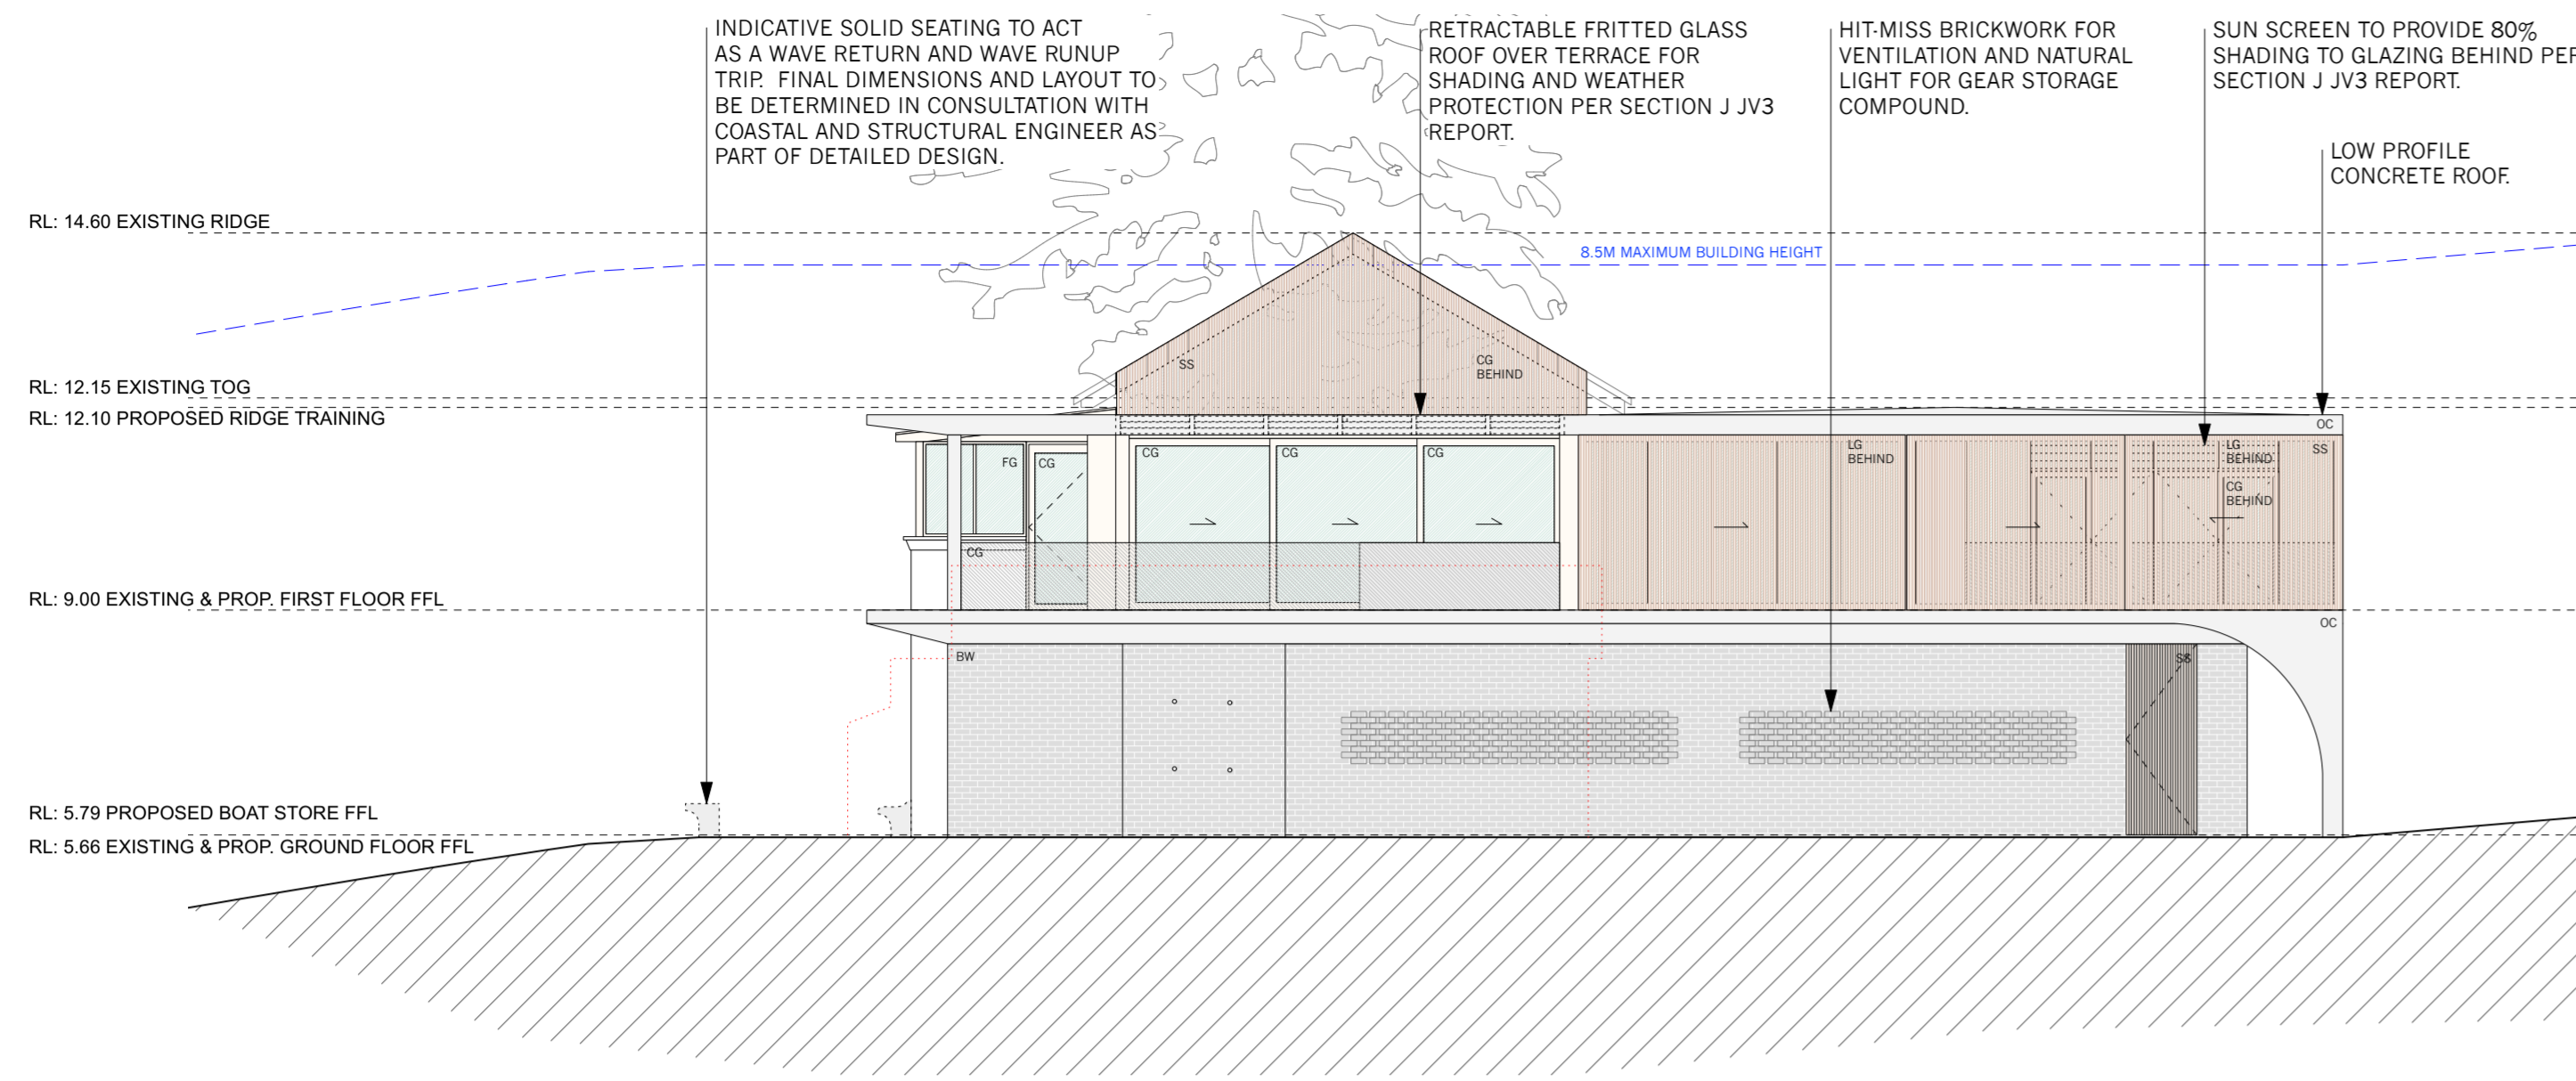 INDICATIVE SOLID SEATING TO ACT
AS A WAVE RETURN AND WAVE RUNUP
TRIP.  FINAL DIMENSIONS AND LAYOUT TO
BE DETERMINED IN CONSULTATION WITH
COASTAL AND STRUCTURAL ENGINEER AS
PART OF DETAILED DESIGN.
RETRACTABLE FRITTED GLASS
ROOF OVER TERRACE FOR
SHADING AND WEATHER
PROTECTION PER SECTION J JV3
REPORT.
HIT-MISS BRICKWORK FOR
VENTILATION AND NATURAL
LIGHT FOR GEAR STORAGE
COMPOUND.
SUN SCREEN TO PROVIDE 80%
SHADING TO GLAZING BEHIND PER
SECTION J JV3 REPORT.
LOW PROFILE
CONCRETE ROOF.
RL: 14.60 EXISTING RIDGE
8.5M MAXIMUM BUILDING HEIGHT
SS
CG
BEHIND
RL: 12.15 EXISTING TOG
RL: 12.10 PROPOSED RIDGE TRAINING
OC
FG
CG
CG
CG
CG
LG
BEHIND
LG
BEHIND
SS
CG
BEHIND
CG
RL: 9.00 EXISTING & PROP. FIRST FLOOR FFL
OC
BW
SS
RL: 5.79 PROPOSED BOAT STORE FFL
RL: 5.66 EXISTING & PROP. GROUND FLOOR FFL